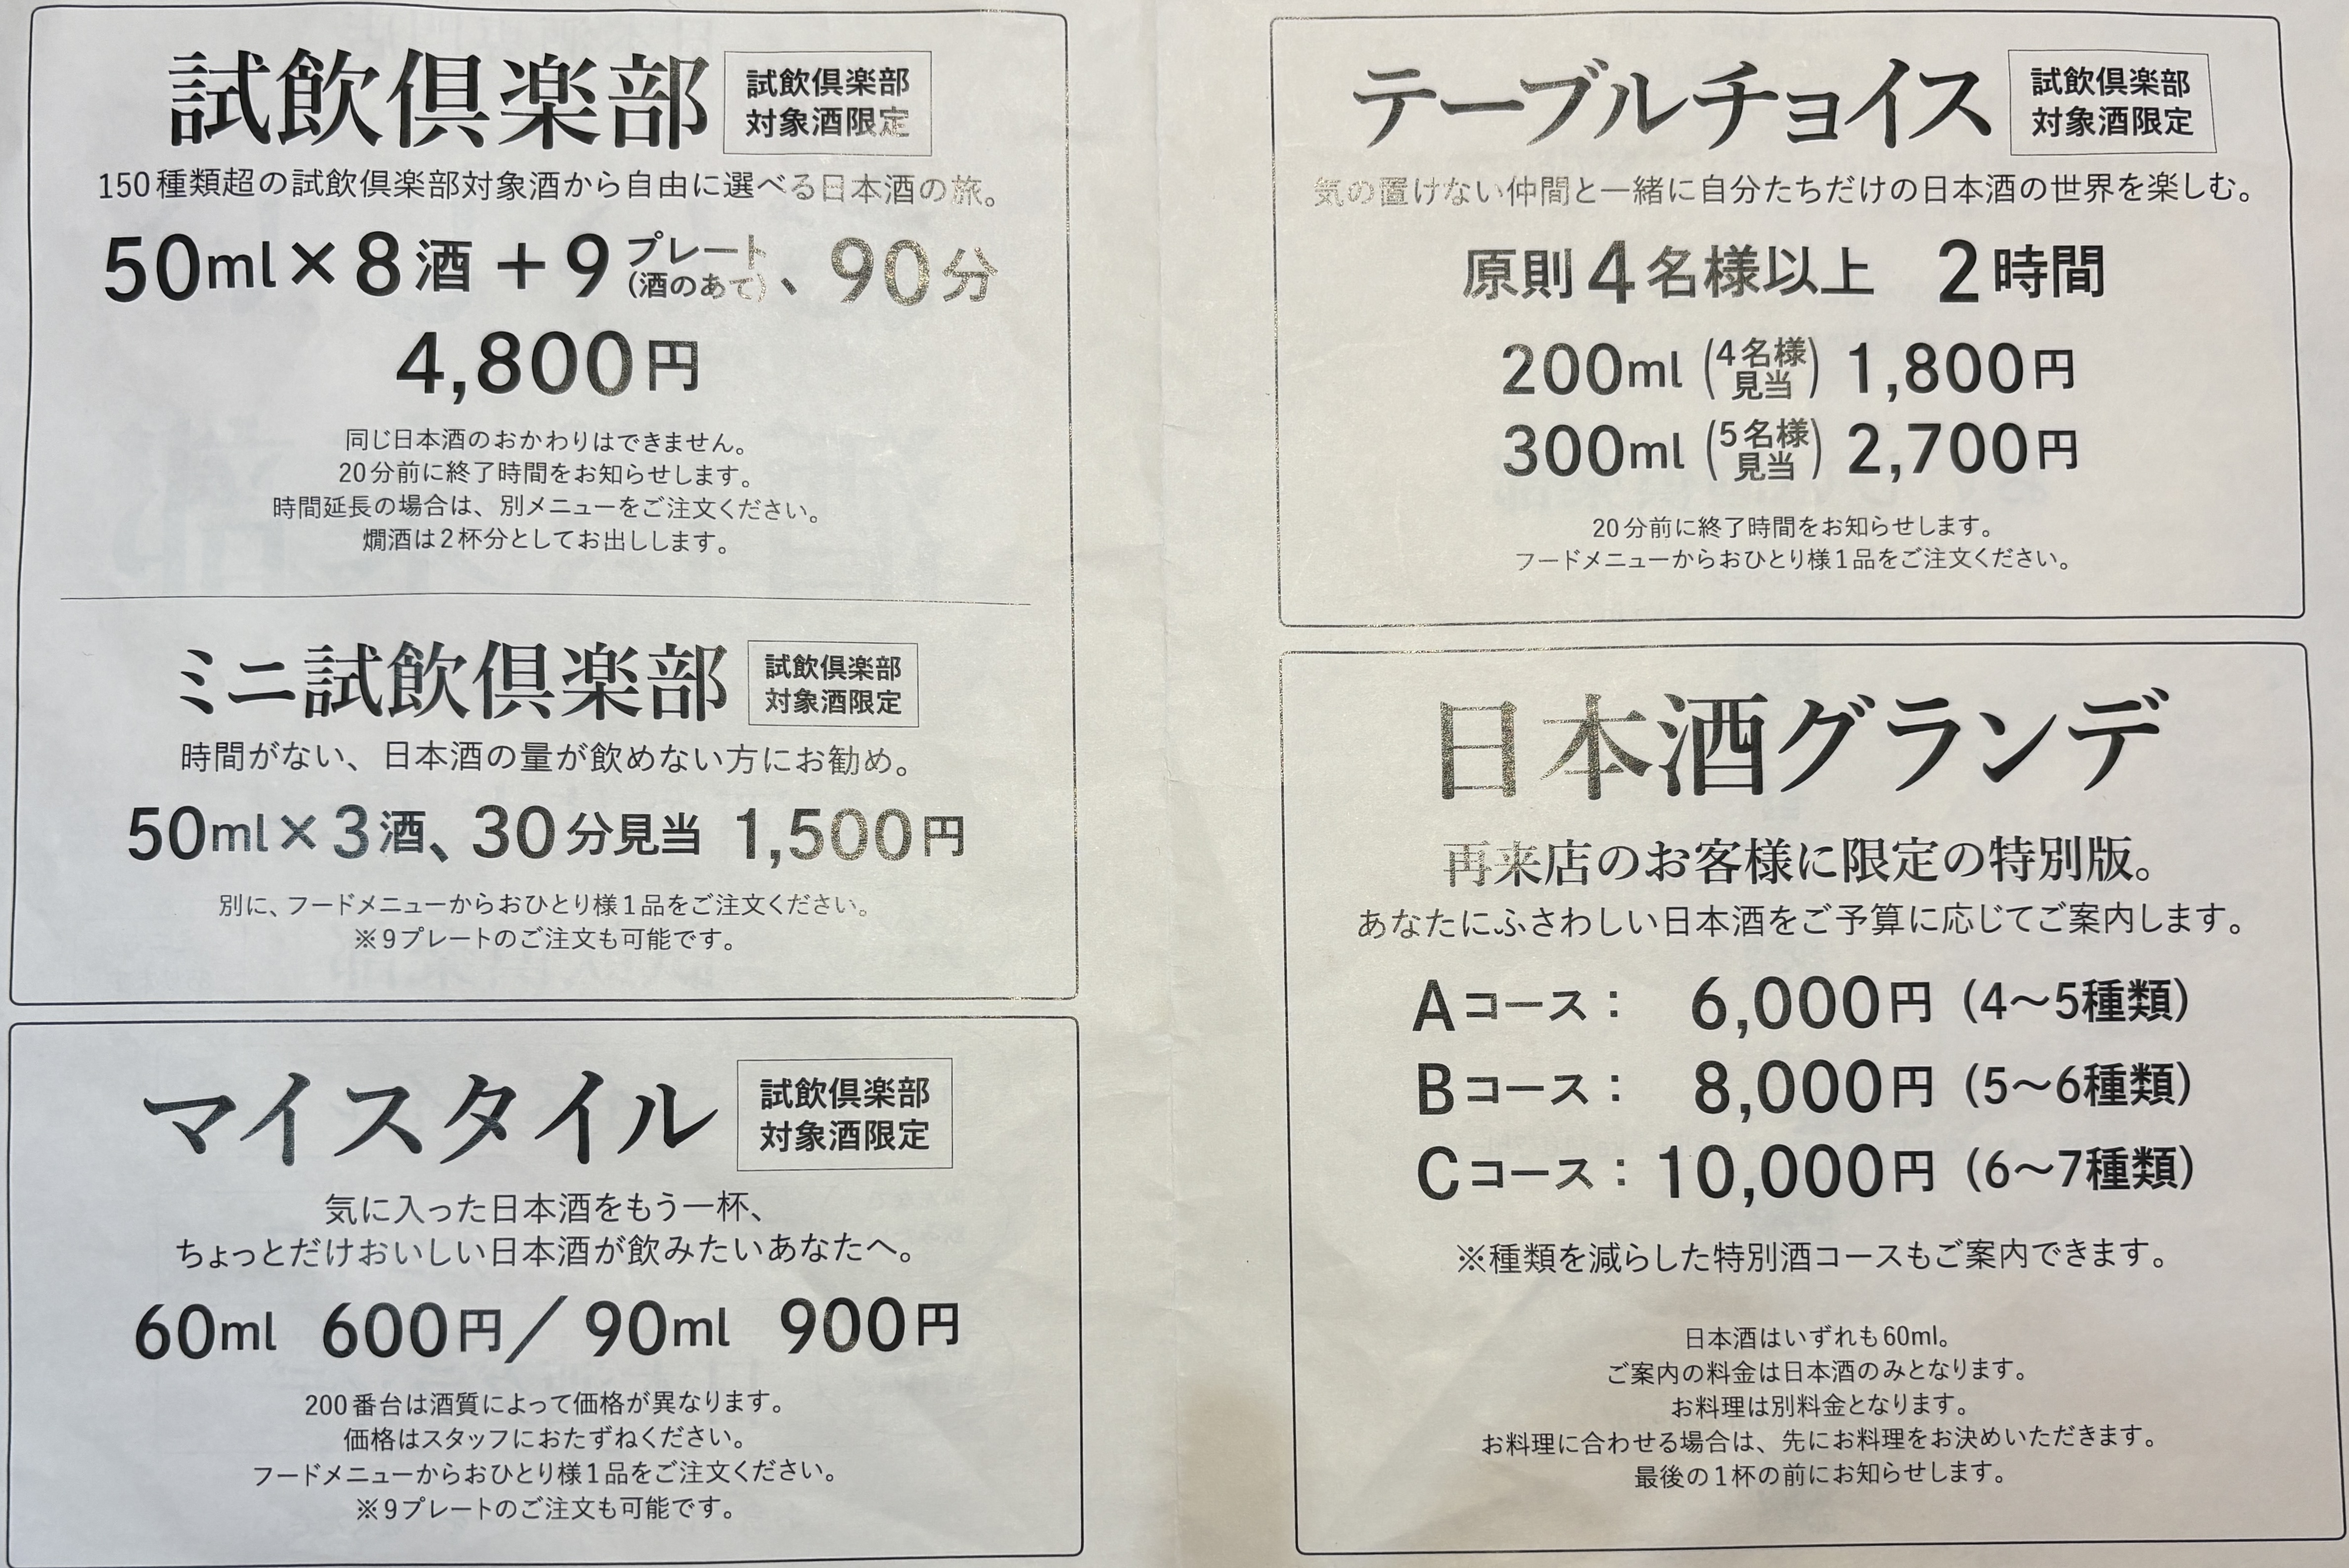 試飲倶楽部
試飲倶楽部
対象酒限定
150種類超の試飲倶楽部対象酒から自由に選べる日本酒の旅。
50ml×8酒+9プレート(酒のあて)、90分
4,800円
同じ日本酒のおかわりはできません。
20分前に終了時間をお知らせします。
時間延長の場合は、別メニューをご注文ください。
燗酒は2杯分としてお出しします。
ミニ試飲倶楽部
試飲倶楽部
対象酒限定
時間がない、日本酒の量が飲めない方にお勧め。
50ml×3酒、30分見当 1,500円
別に、フードメニューからおひとり様1品をご注文ください。
※9プレートのご注文も可能です。
マイスタイル
試飲倶楽部
対象酒限定
気に入った日本酒をもう一杯、
ちょっとだけおいしい日本酒が飲みたいあなたへ。
60ml 600円／90ml 900円
200番台は酒質によって価格が異なります。
価格はスタッフにおたずねください。
フードメニューからおひとり様1品をご注文ください。
※9プレートのご注文も可能です。
テーブルチョイス
試飲倶楽部
対象酒限定
気の置けない仲間と一緒に自分たちだけの日本酒の世界を楽しむ。
原則4名様以上 2時間
200ml (4名様見当) 1,800円
300ml (5名様見当) 2,700円
20分前に終了時間をお知らせします。
フードメニューからおひとり様1品をご注文ください。
日本酒グランデ
再来店のお客様に限定の特別版。
あなたにふさわしい日本酒をご予算に応じてご案内します。
Aコース： 6,000円（4〜5種類）
Bコース： 8,000円（5〜6種類）
Cコース：10,000円（6〜7種類）
※種類を減らした特別酒コースもご案内できます。
日本酒はいずれも60ml。
ご案内の料金は日本酒のみとなります。
お料理は別料金となります。
お料理に合わせる場合は、先にお料理をお決めいただきます。
最後の1杯の前にお知らせします。